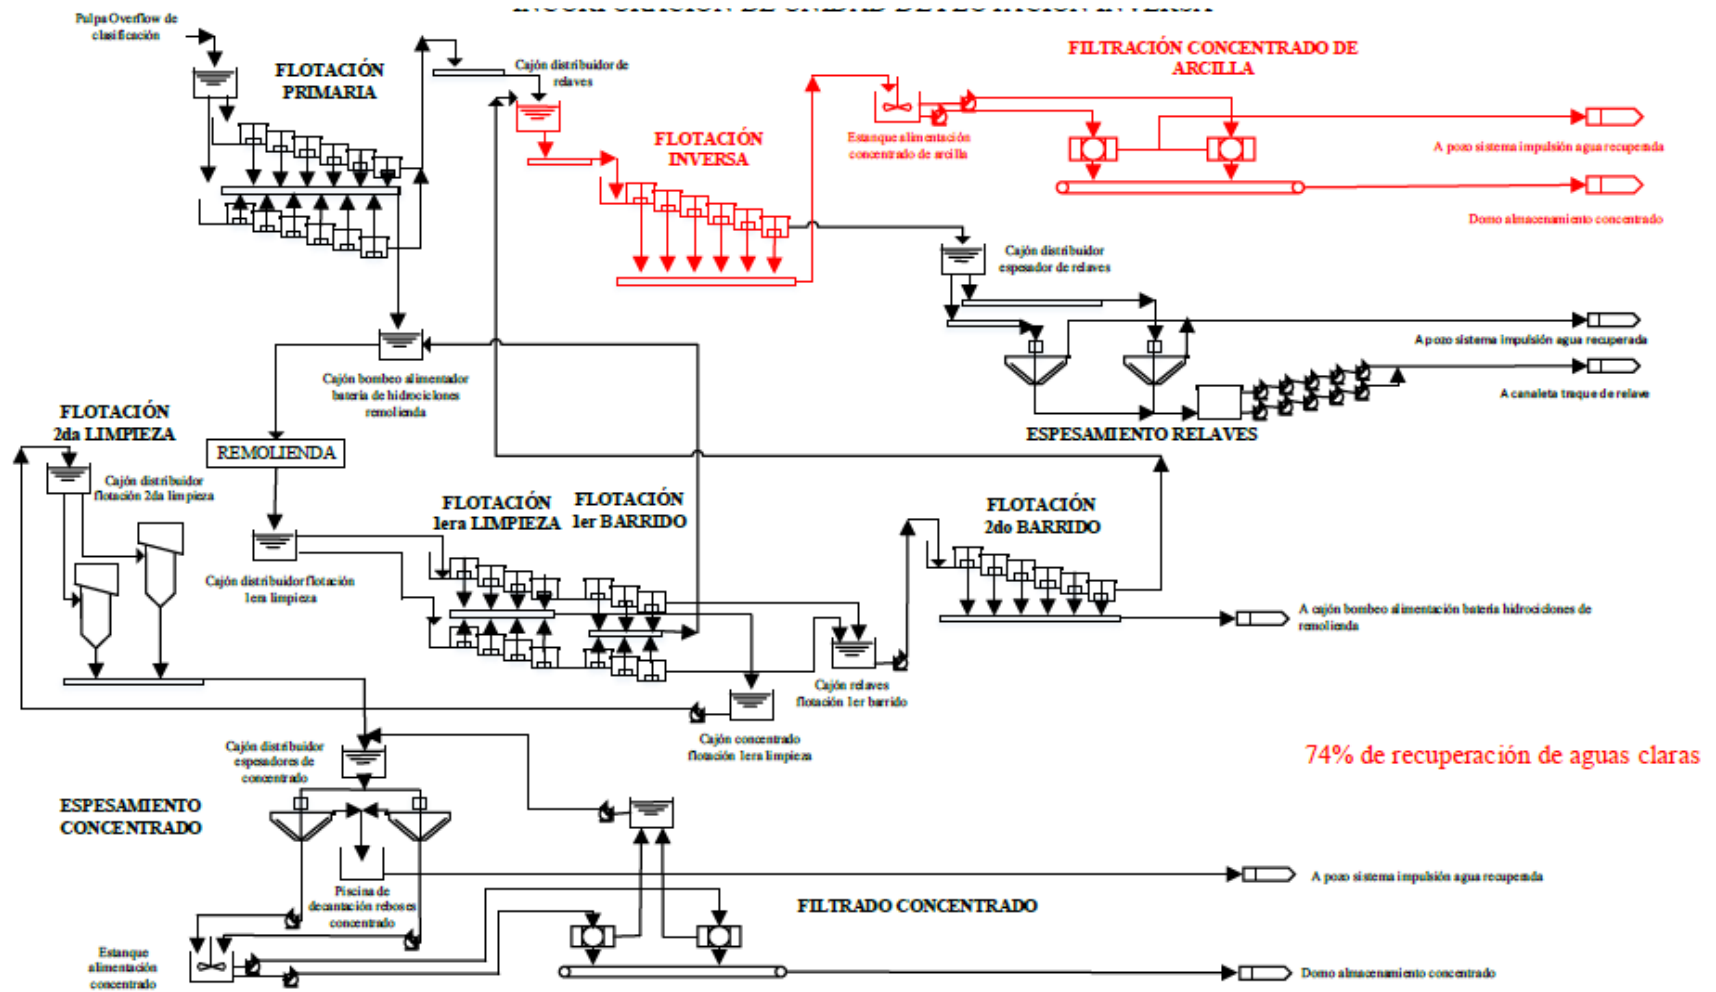 INCORPORACIÓN DE UNIDAD DE FLOTACIÓN INVERSA
Pulpa Overflow de
clasificación
FLOTACIÓN
PRIMARIA
Cajón distribuidor de
relaves
FLOTACIÓN
INVERSA
FILTRACIÓN CONCENTRADO DE
ARCILLA
Estanque alimentación
concentrado de arcilla
A pozo sistema impulsión agua recuperada
Domo almacenamiento concentrado
Cajón distribuidor
espesador de relaves
A pozo sistema impulsión agua recuperada
A canaleta traque de relave
ESPESAMIENTO RELAVES
Cajón bombeo alimentador
batería de hidrociclones
remolienda
FLOTACIÓN
2da LIMPIEZA
REMOLIENDA
Cajón distribuidor
flotación 2da limpieza
FLOTACIÓN
1era LIMPIEZA
FLOTACIÓN
1er BARRIDO
FLOTACIÓN
2do BARRIDO
Cajón distribuidor flotación
1era limpieza
A cajón bombeo alimentación batería hidrociclones de
remolienda
Cajón relaves
flotación 1er barrido
Cajón concentrado
flotación 1era limpieza
74% de recuperación de aguas claras
Cajón distribuidor
espesadores de
concentrado
ESPESAMIENTO
CONCENTRADO
A pozo sistema impulsión agua recuperada
Piscina de
decantación reboses
concentrado
FILTRADO CONCENTRADO
Estanque
alimentación
concentrado
Domo almacenamiento concentrado